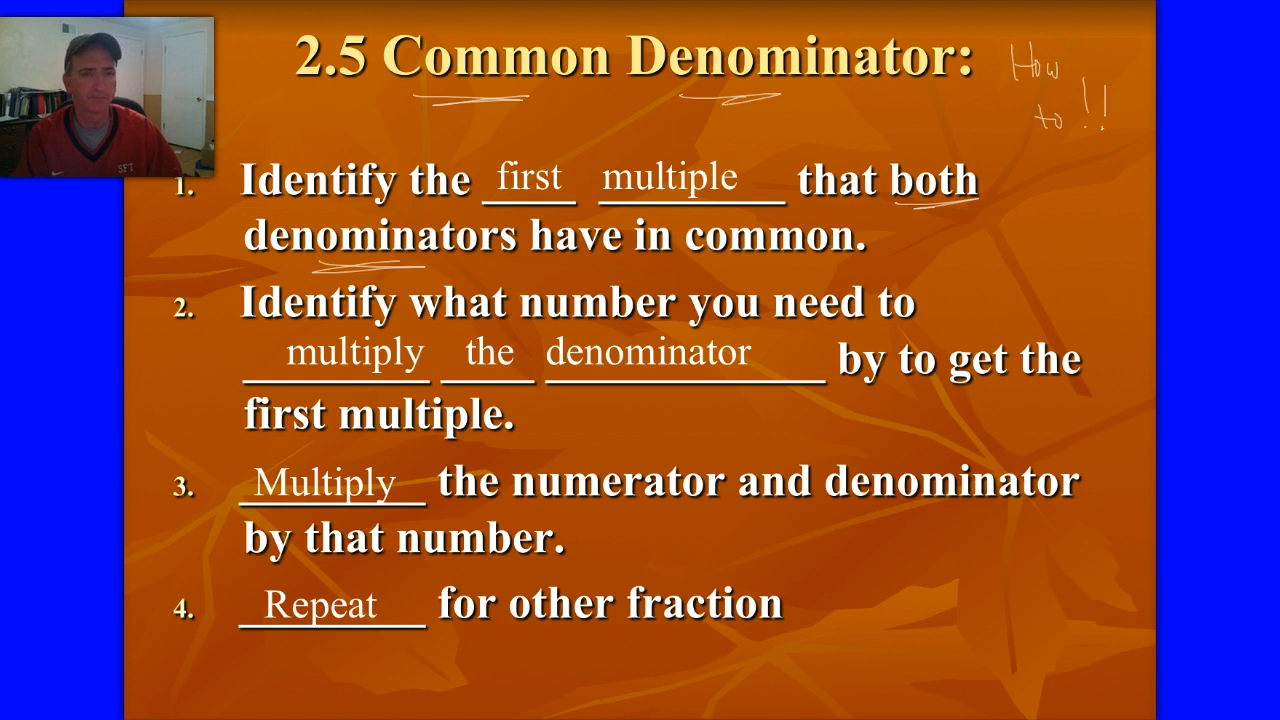 2.5 Common Denominator:
How
to !!
1. Identify the first multiple that both
denominators have in common.
2. Identify what number you need to
multiply the denominator by to get the
first multiple.
3. Multiply the numerator and denominator
by that number.
4. Repeat for other fraction
SFT